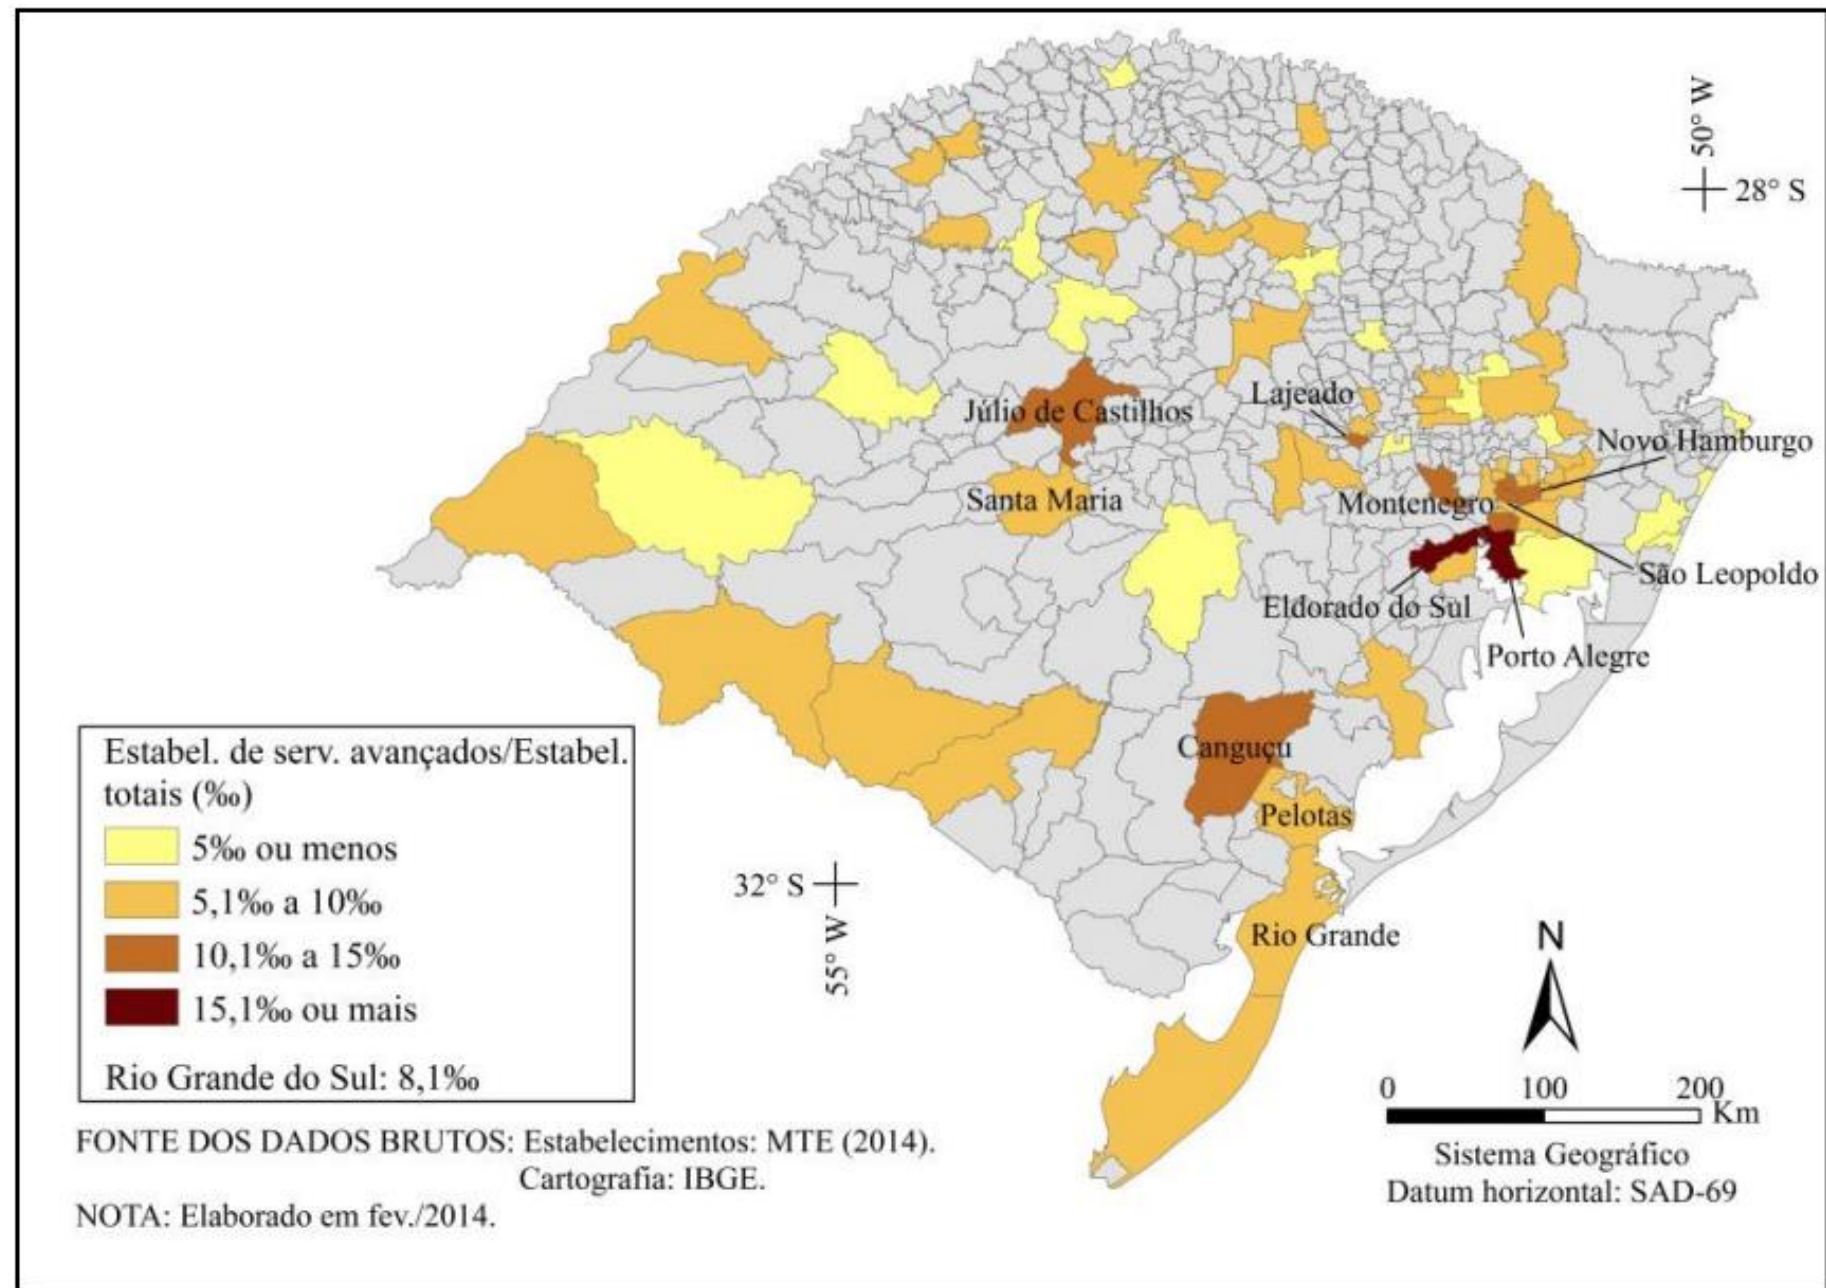 50° W
28° S
Lajeado
Júlio de Castilhos
Novo Hamburgo
Santa Maria
Montenegro
São Leopoldo
Eldorado do Sul
Porto Alegre
Canguçu
Pelotas
Rio Grande
32° S
55° W
Estabel. de serv. avançados/Estabel.
totais (‰)
5‰ ou menos
5,1‰ a 10‰
10,1‰ a 15‰
15,1‰ ou mais
Rio Grande do Sul: 8,1‰
N
0 100 200
Km
Sistema Geográfico
Datum horizontal: SAD-69
FONTE DOS DADOS BRUTOS: Estabelecimentos: MTE (2014).
Cartografia: IBGE.
NOTA: Elaborado em fev./2014.